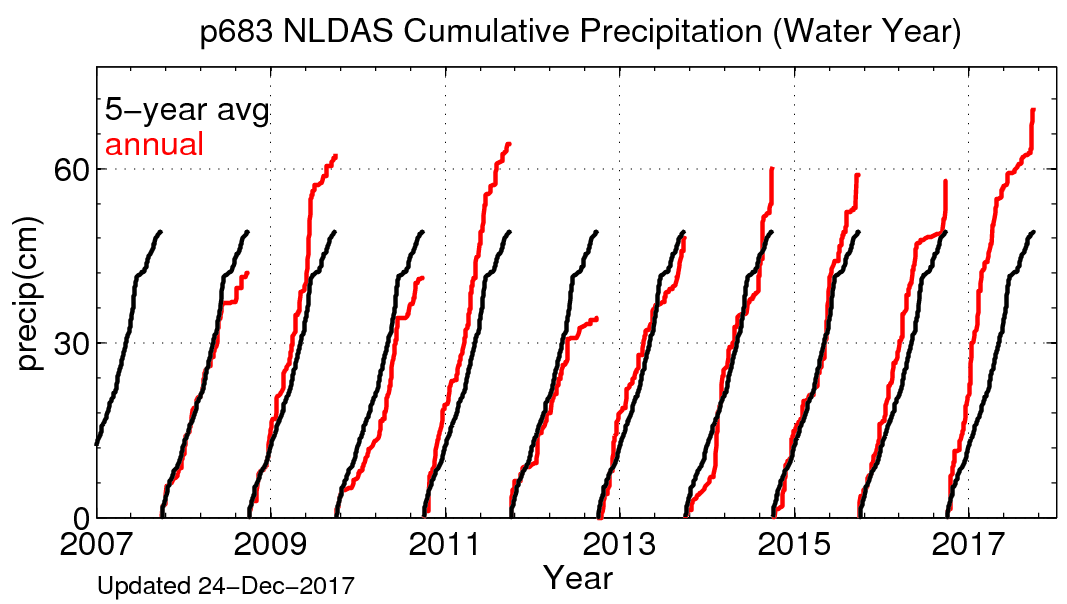 p683 NLDAS Cumulative Precipitation (Water Year)
5−year avg
annual
60
30
0
precip(cm)
2007 2009 2011 2013 2015 2017
Year
Updated 24−Dec−2017